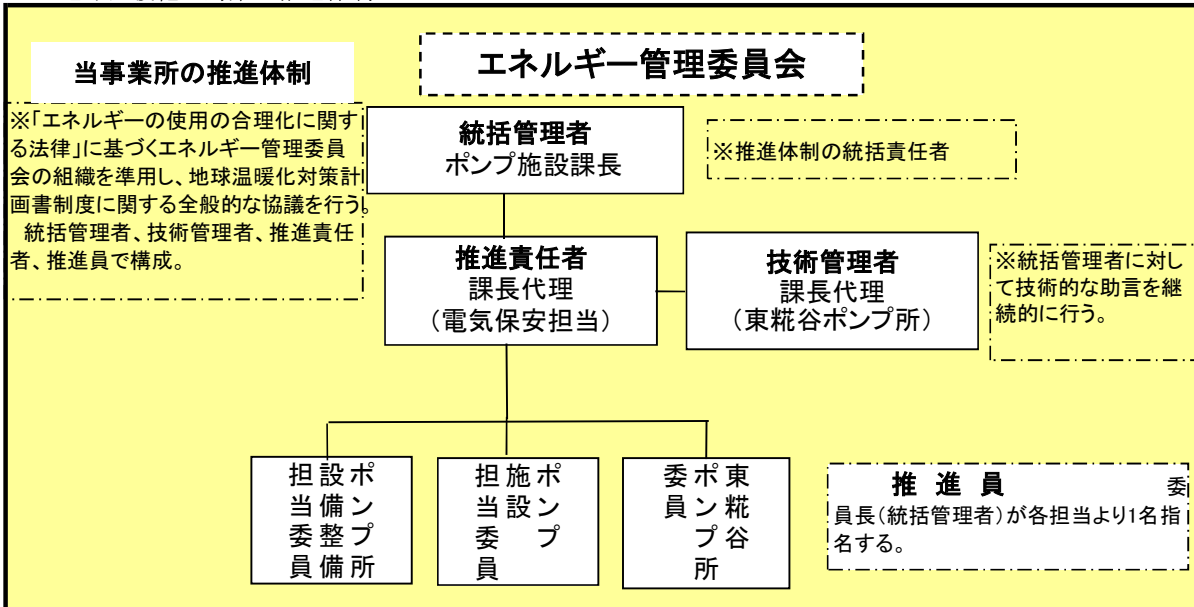 当事業所の推進体制
エネルギー管理委員会
※「エネルギーの使用の合理化に関す
る法律」に基づくエネルギー管理委員
会の組織を準用し、地球温暖化対策計
画書制度に関する全般的な協議を行う。
統括管理者、技術管理者、推進責任
者、推進員で構成。
統括管理者
ポンプ施設課長
※推進体制の統括責任者
推進責任者
課長代理
（電気保安担当）
技術管理者
課長代理
（東糀谷ポンプ所）
※統括管理者に対し
て技術的な助言を継
続的に行う。
ポンプ所
設備整備
担当委員
ポンプ
施設
担当委員
東糀谷
ポンプ所
委員
推 進 員 委
員長（統括管理者）が各担当より1名指
名する。